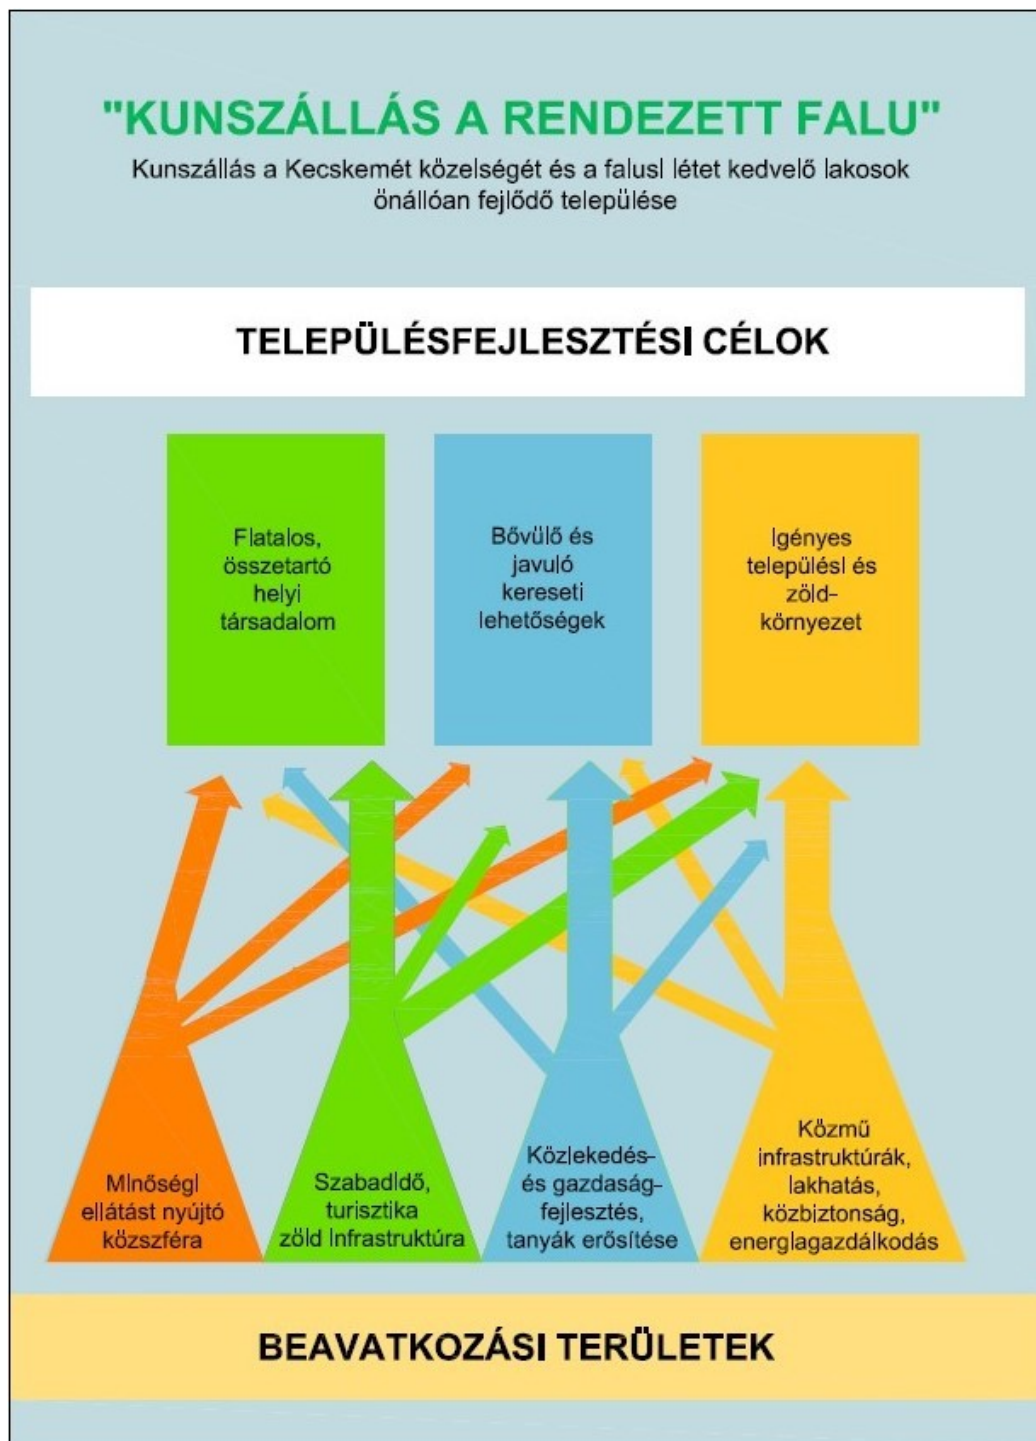 "KUNSZÁLLÁS A RENDEZETT FALU"
Kunszállás a Kecskemét közelségét és a falusI létet kedvelő lakosok
önállóan fejlődő települése
TELEPÜLÉSFEJLESZTÉSI CÉLOK
FIatalos,
összetartó
helyi
társadalom
Bővülő és
javuló
kereseti
lehetőségek
Igényes
településI és
zöld-
környezet
MInőségI
ellátást nyújtó
közszféra
SzabadIdő,
turisztika
zöld Infrastruktúra
Közlekedés-
és gazdaság-
fejlesztés,
tanyák erősítése
Közmű
infrastruktúrák,
lakhatás,
közbiztonság,
energIagazdálkodás
BEAVATKOZÁSI TERÜLETEK